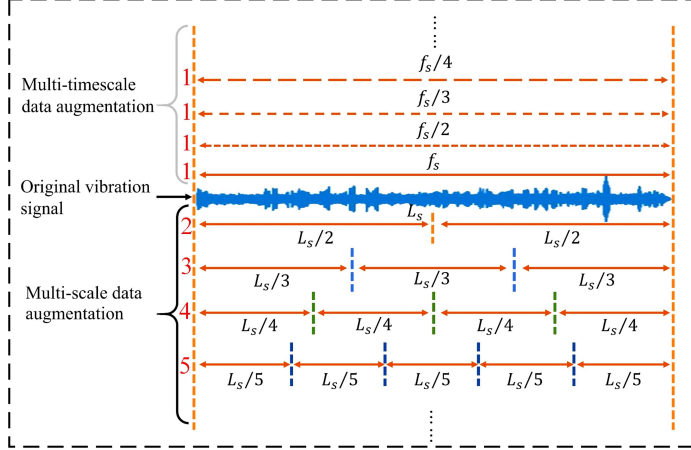 ......
f_s/4
1
Multi-timescale
data augmentation
f_s/3
1
f_s/2
1
f_s
1
Original vibration
signal
L_s
2
L_s/2 L_s/2
3
L_s/3 L_s/3 L_s/3
Multi-scale data
augmentation
4
L_s/4 L_s/4 L_s/4 L_s/4
5
L_s/5 L_s/5 L_s/5 L_s/5 L_s/5
......